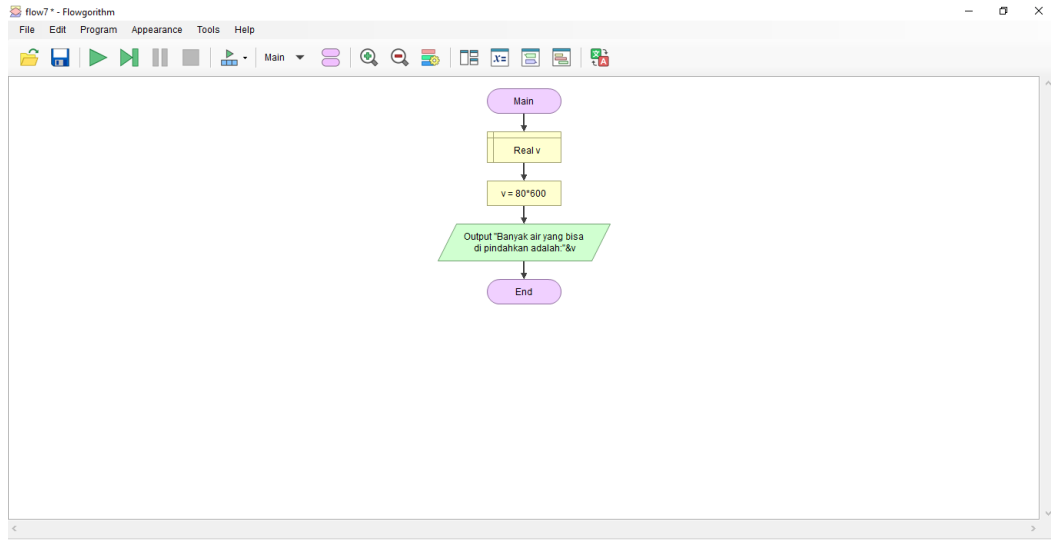 flow7 * - Flowgorithm
File Edit Program Appearance Tools Help
Main
X=
A
Main
Real v
v = 80*600
Output "Banyak air yang bisa
di pindahkan adalah:"&v
End